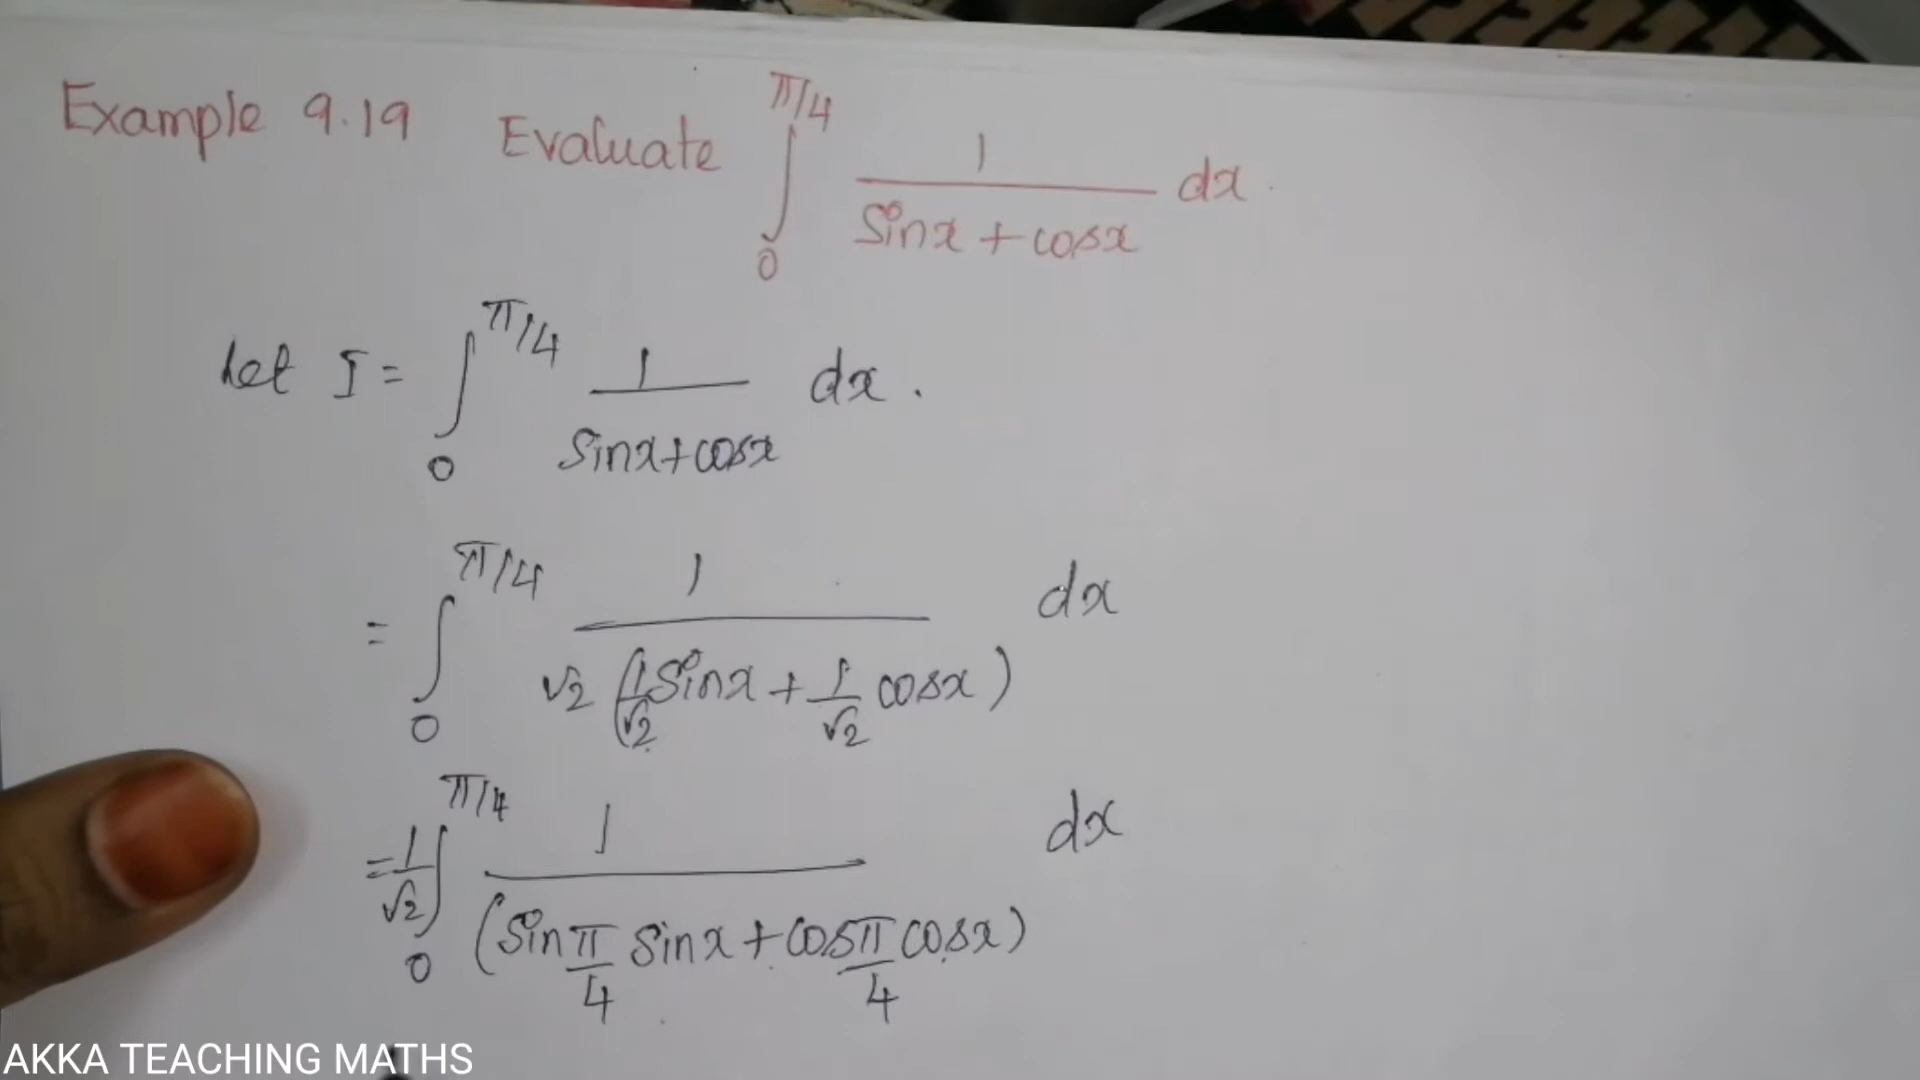 Example 9.19 Evaluate ∫₀^π/4 1/(Sinx + cosx) dx.
Let I = ∫₀^π/4 1/(Sinx+cosx) dx.
= ∫₀^π/4 1/(√2 (1/√2 Sinx + 1/√2 cosx)) dx
= 1/√2 ∫₀^π/4 1/(Sin π/4 Sinx + Cos π/4 cosx) dx
AKKA TEACHING MATHS